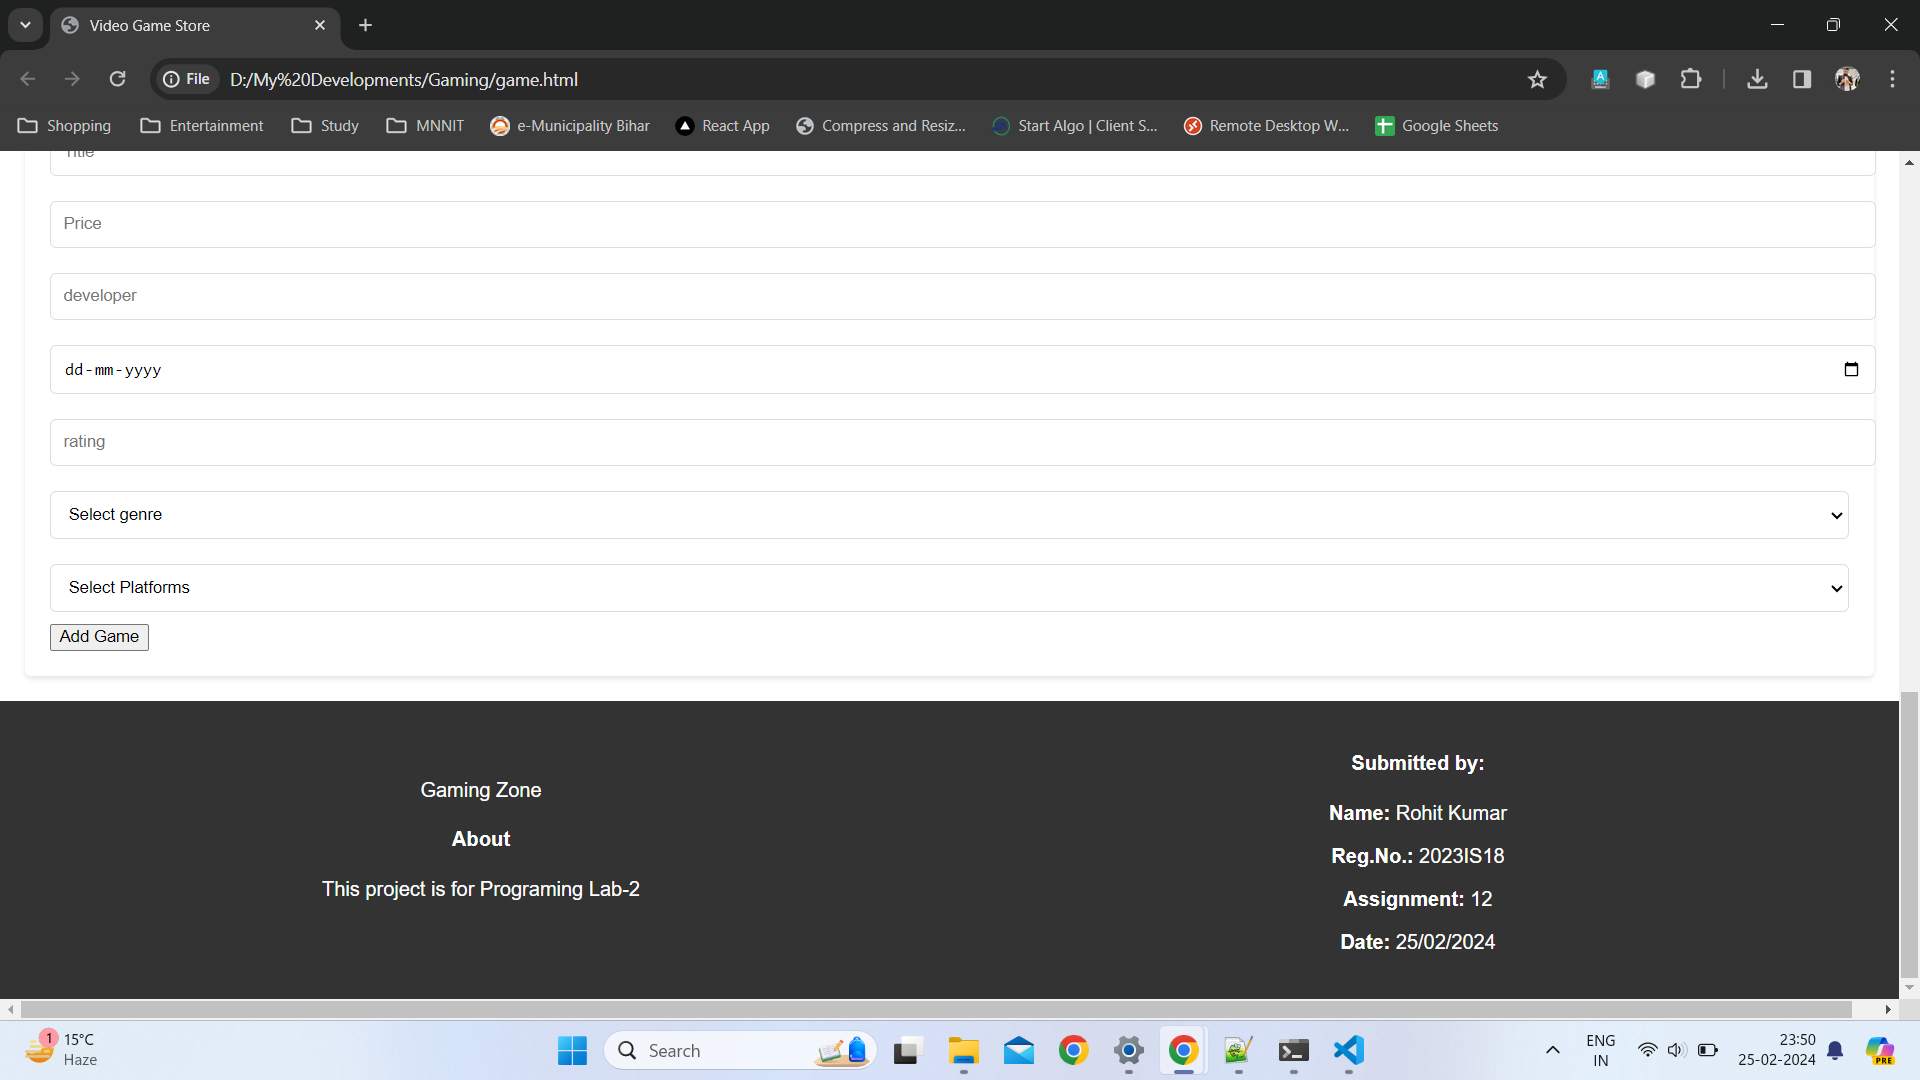 Video Game Store
File D:/My%20Developments/Gaming/game.html
Shopping Entertainment Study MNNIT e-Municipality Bihar React App Compress and Resiz... Start Algo | Client S... Remote Desktop W... Google Sheets
Title
Price
developer
dd-mm-yyyy
rating
Select genre
Select Platforms
Add Game
Gaming Zone
About
This project is for Programing Lab-2
Submitted by:
Name: Rohit Kumar
Reg.No.: 2023IS18
Assignment: 12
Date: 25/02/2024
1
15°C
Haze
Search
ENG
IN
23:50
25-02-2024
PRE